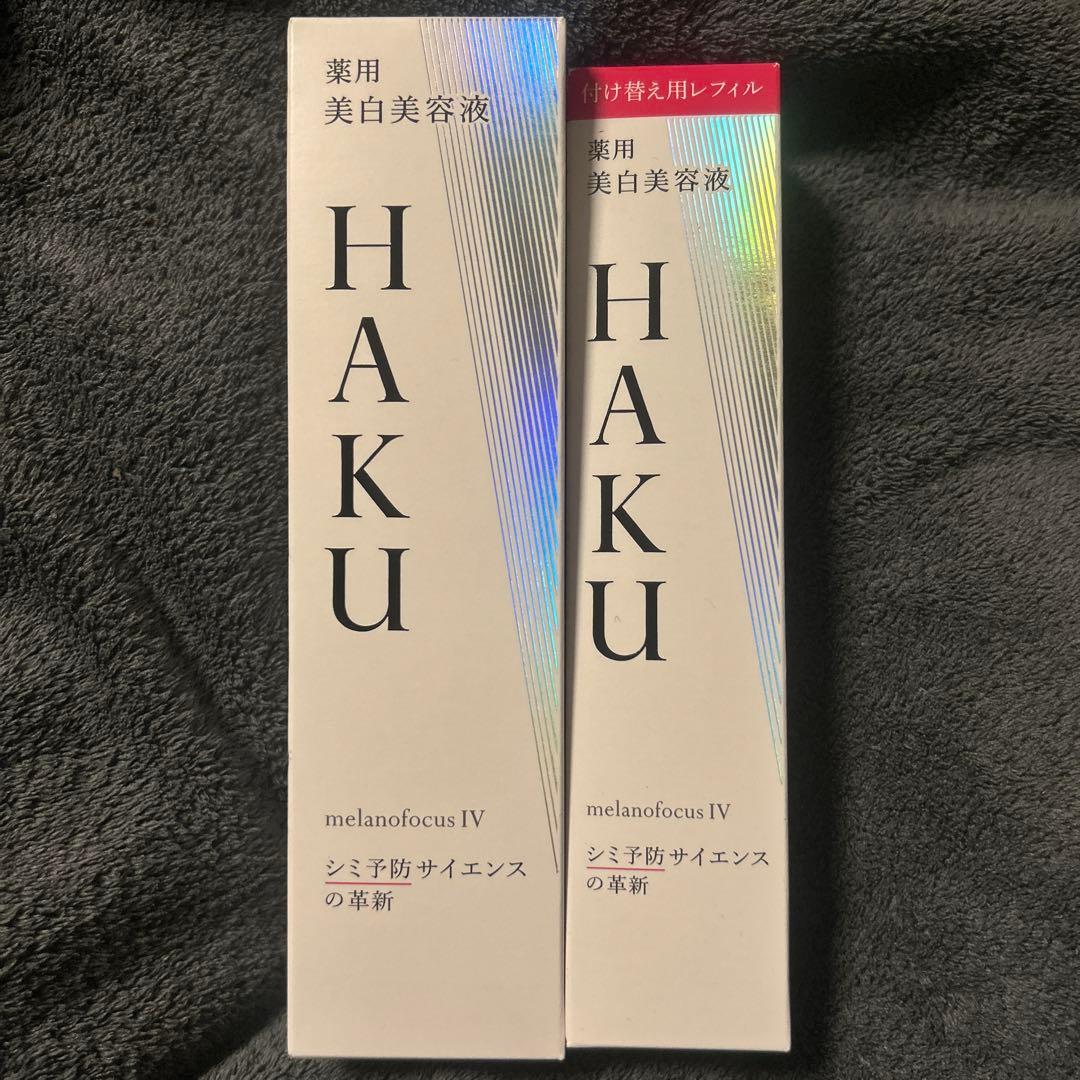 薬用
美白美容液
HAKU
melanofocus IV
シミ予防サイエンス
の革新
付け替え用レフィル
薬用
美白美容液
HAKU
melanofocus IV
シミ予防サイエンス
の革新